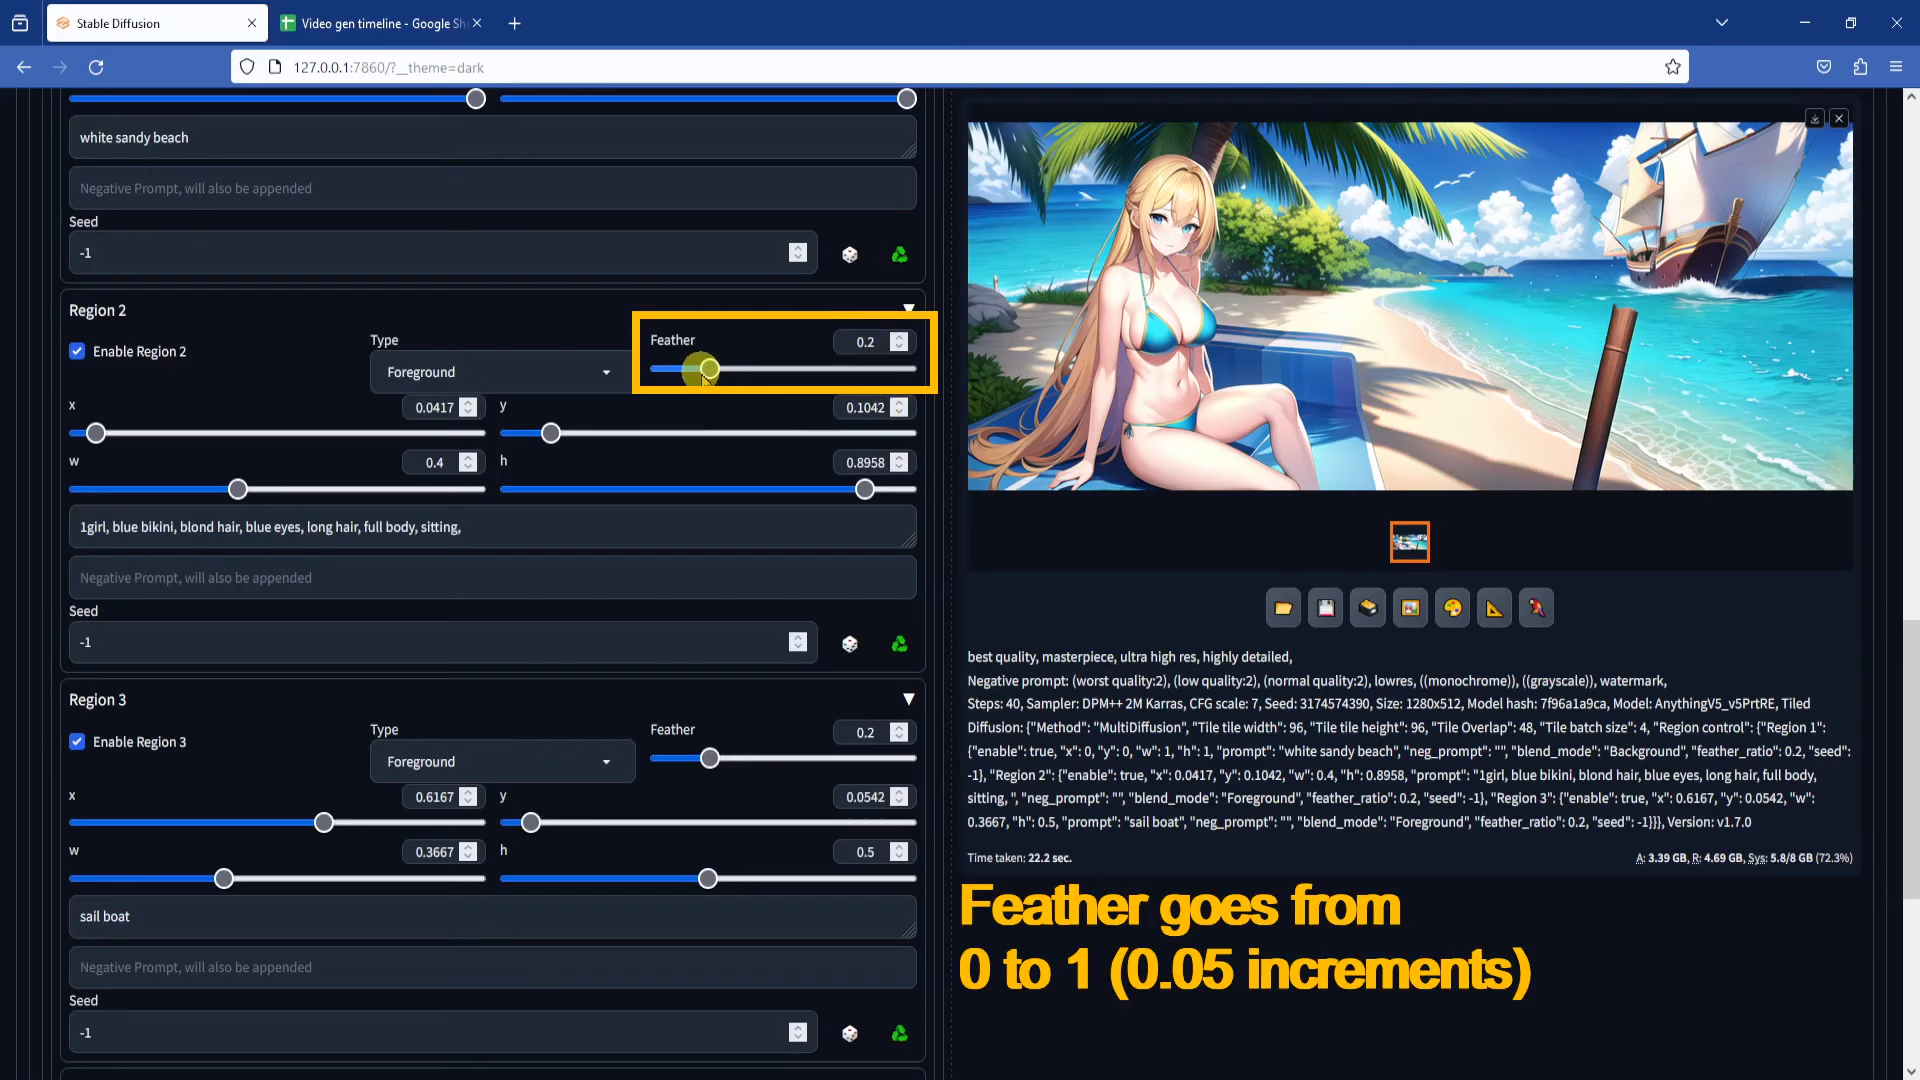 Stable Diffusion
Video gen timeline - Google Sh
127.0.0.1:7860/?__theme=dark
white sandy beach
Negative Prompt, will also be appended
Seed
-1
Region 2
Enable Region 2
Type
Foreground
Feather
0.2
x
0.0417
y
0.1042
w
0.4
h
0.8958
1girl, blue bikini, blond hair, blue eyes, long hair, full body, sitting,
Negative Prompt, will also be appended
Seed
-1
Region 3
Enable Region 3
Type
Foreground
Feather
0.2
x
0.6167
y
0.0542
w
0.3667
h
0.5
sail boat
Negative Prompt, will also be appended
Seed
-1
best quality, masterpiece, ultra high res, highly detailed,
Negative prompt: (worst quality:2), (low quality:2), (normal quality:2), lowres, ((monochrome)), ((grayscale)), watermark,
Steps: 40, Sampler: DPM++ 2M Karras, CFG scale: 7, Seed: 3174574390, Size: 1280x512, Model hash: 7f96a1a9ca, Model: AnythingV5_v5PrtRE, Tiled
Diffusion: {"Method": "MultiDiffusion", "Tile tile width": 96, "Tile tile height": 96, "Tile Overlap": 48, "Tile batch size": 4, "Region control": {"Region 1":
{"enable": true, "x": 0, "y": 0, "w": 1, "h": 1, "prompt": "white sandy beach", "neg_prompt": "", "blend_mode": "Background", "feather_ratio": 0.2, "seed":
-1}, "Region 2": {"enable": true, "x": 0.0417, "y": 0.1042, "w": 0.4, "h": 0.8958, "prompt": "1girl, blue bikini, blond hair, blue eyes, long hair, full body,
sitting, ", "neg_prompt": "", "blend_mode": "Foreground", "feather_ratio": 0.2, "seed": -1}, "Region 3": {"enable": true, "x": 0.6167, "y": 0.0542, "w":
0.3667, "h": 0.5, "prompt": "sail boat", "neg_prompt": "", "blend_mode": "Foreground", "feather_ratio": 0.2, "seed": -1}}}, Version: v1.7.0
Time taken: 22.2 sec.
A: 3.39 GB, R: 4.69 GB, Sys: 5.8/8 GB (72.3%)
Feather goes from
0 to 1 (0.05 increments)